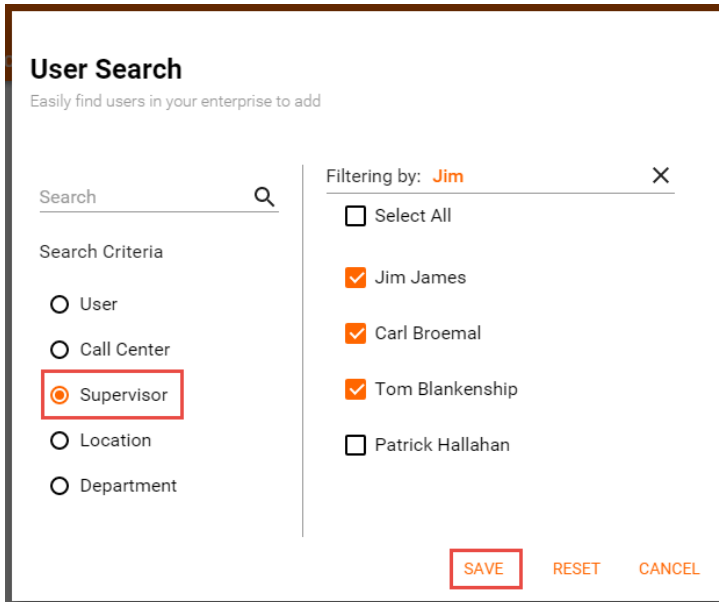 User Search
Easily find users in your enterprise to add
Search
Search Criteria
User
Call Center
Supervisor
Location
Department
Filtering by: Jim
Select All
Jim James
Carl Broemal
Tom Blankenship
Patrick Hallahan
SAVE RESET CANCEL